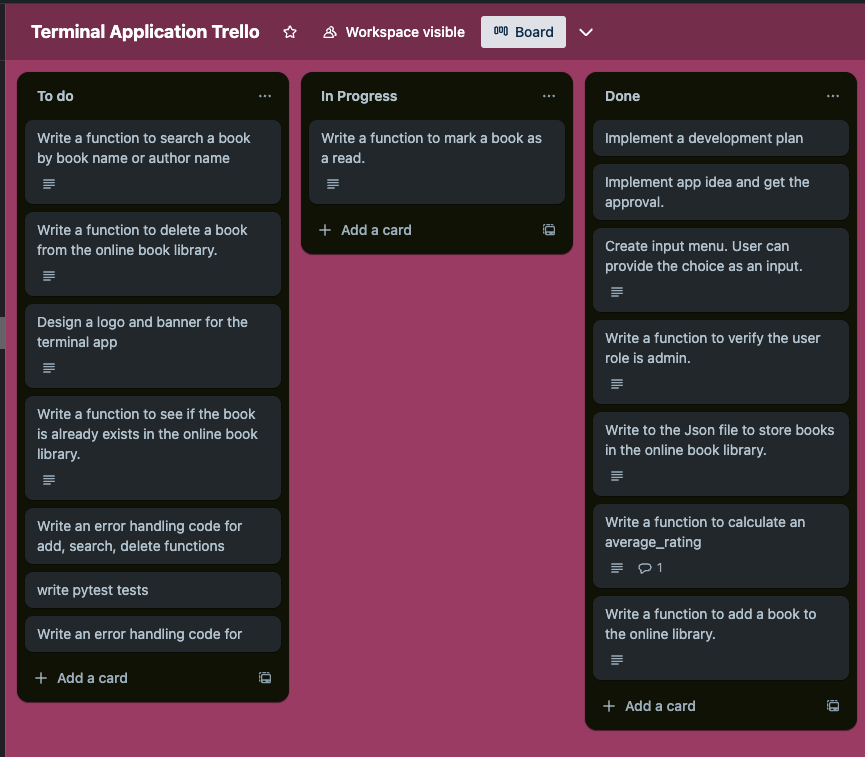 Terminal Application Trello
Workspace visible
Board
To do
Write a function to search a book
by book name or author name
Write a function to delete a book
from the online book library.
Design a logo and banner for the
terminal app
Write a function to see if the book
is already exists in the online book
library.
Write an error handling code for
add, search, delete functions
write pytest tests
Write an error handling code for
Add a card
In Progress
Write a function to mark a book as
a read.
Add a card
Done
Implement a development plan
Implement app idea and get the
approval.
Create input menu. User can
provide the choice as an input.
Write a function to verify the user
role is admin.
Write to the Json file to store books
in the online book library.
Write a function to calculate an
average_rating
1
Write a function to add a book to
the online library.
Add a card